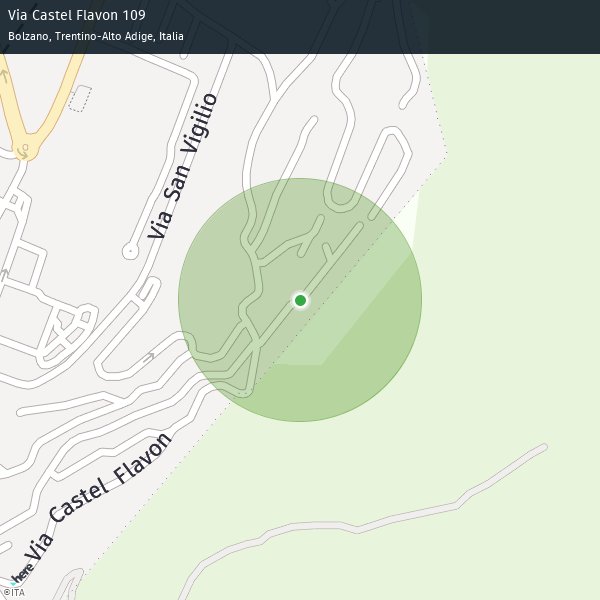 Via Castel Flavon 109
Bolzano, Trentino-Alto Adige, Italia
Via San Vigilio
Via Castel Flavon
here
©ITA